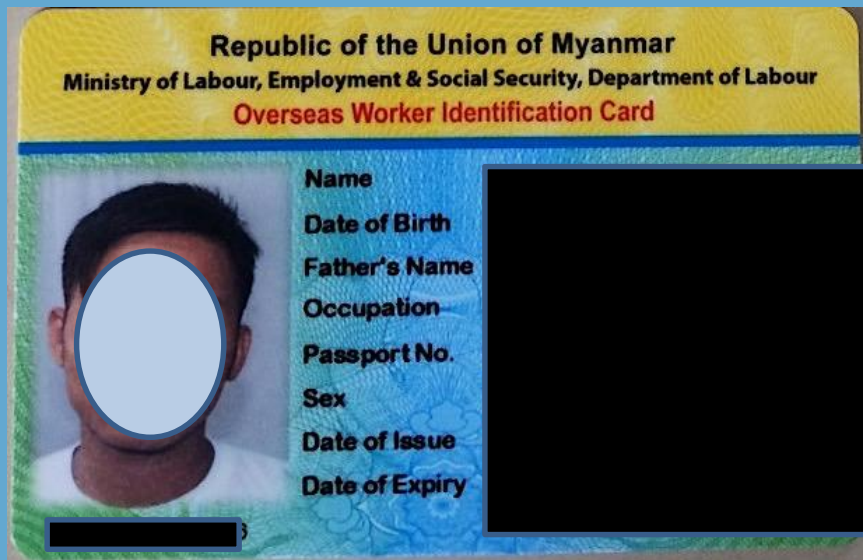 Republic of the Union of Myanmar
Ministry of Labour, Employment & Social Security, Department of Labour
Overseas Worker Identification Card
Name
Date of Birth
Father's Name
Occupation
Passport No.
Sex
Date of Issue
Date of Expiry